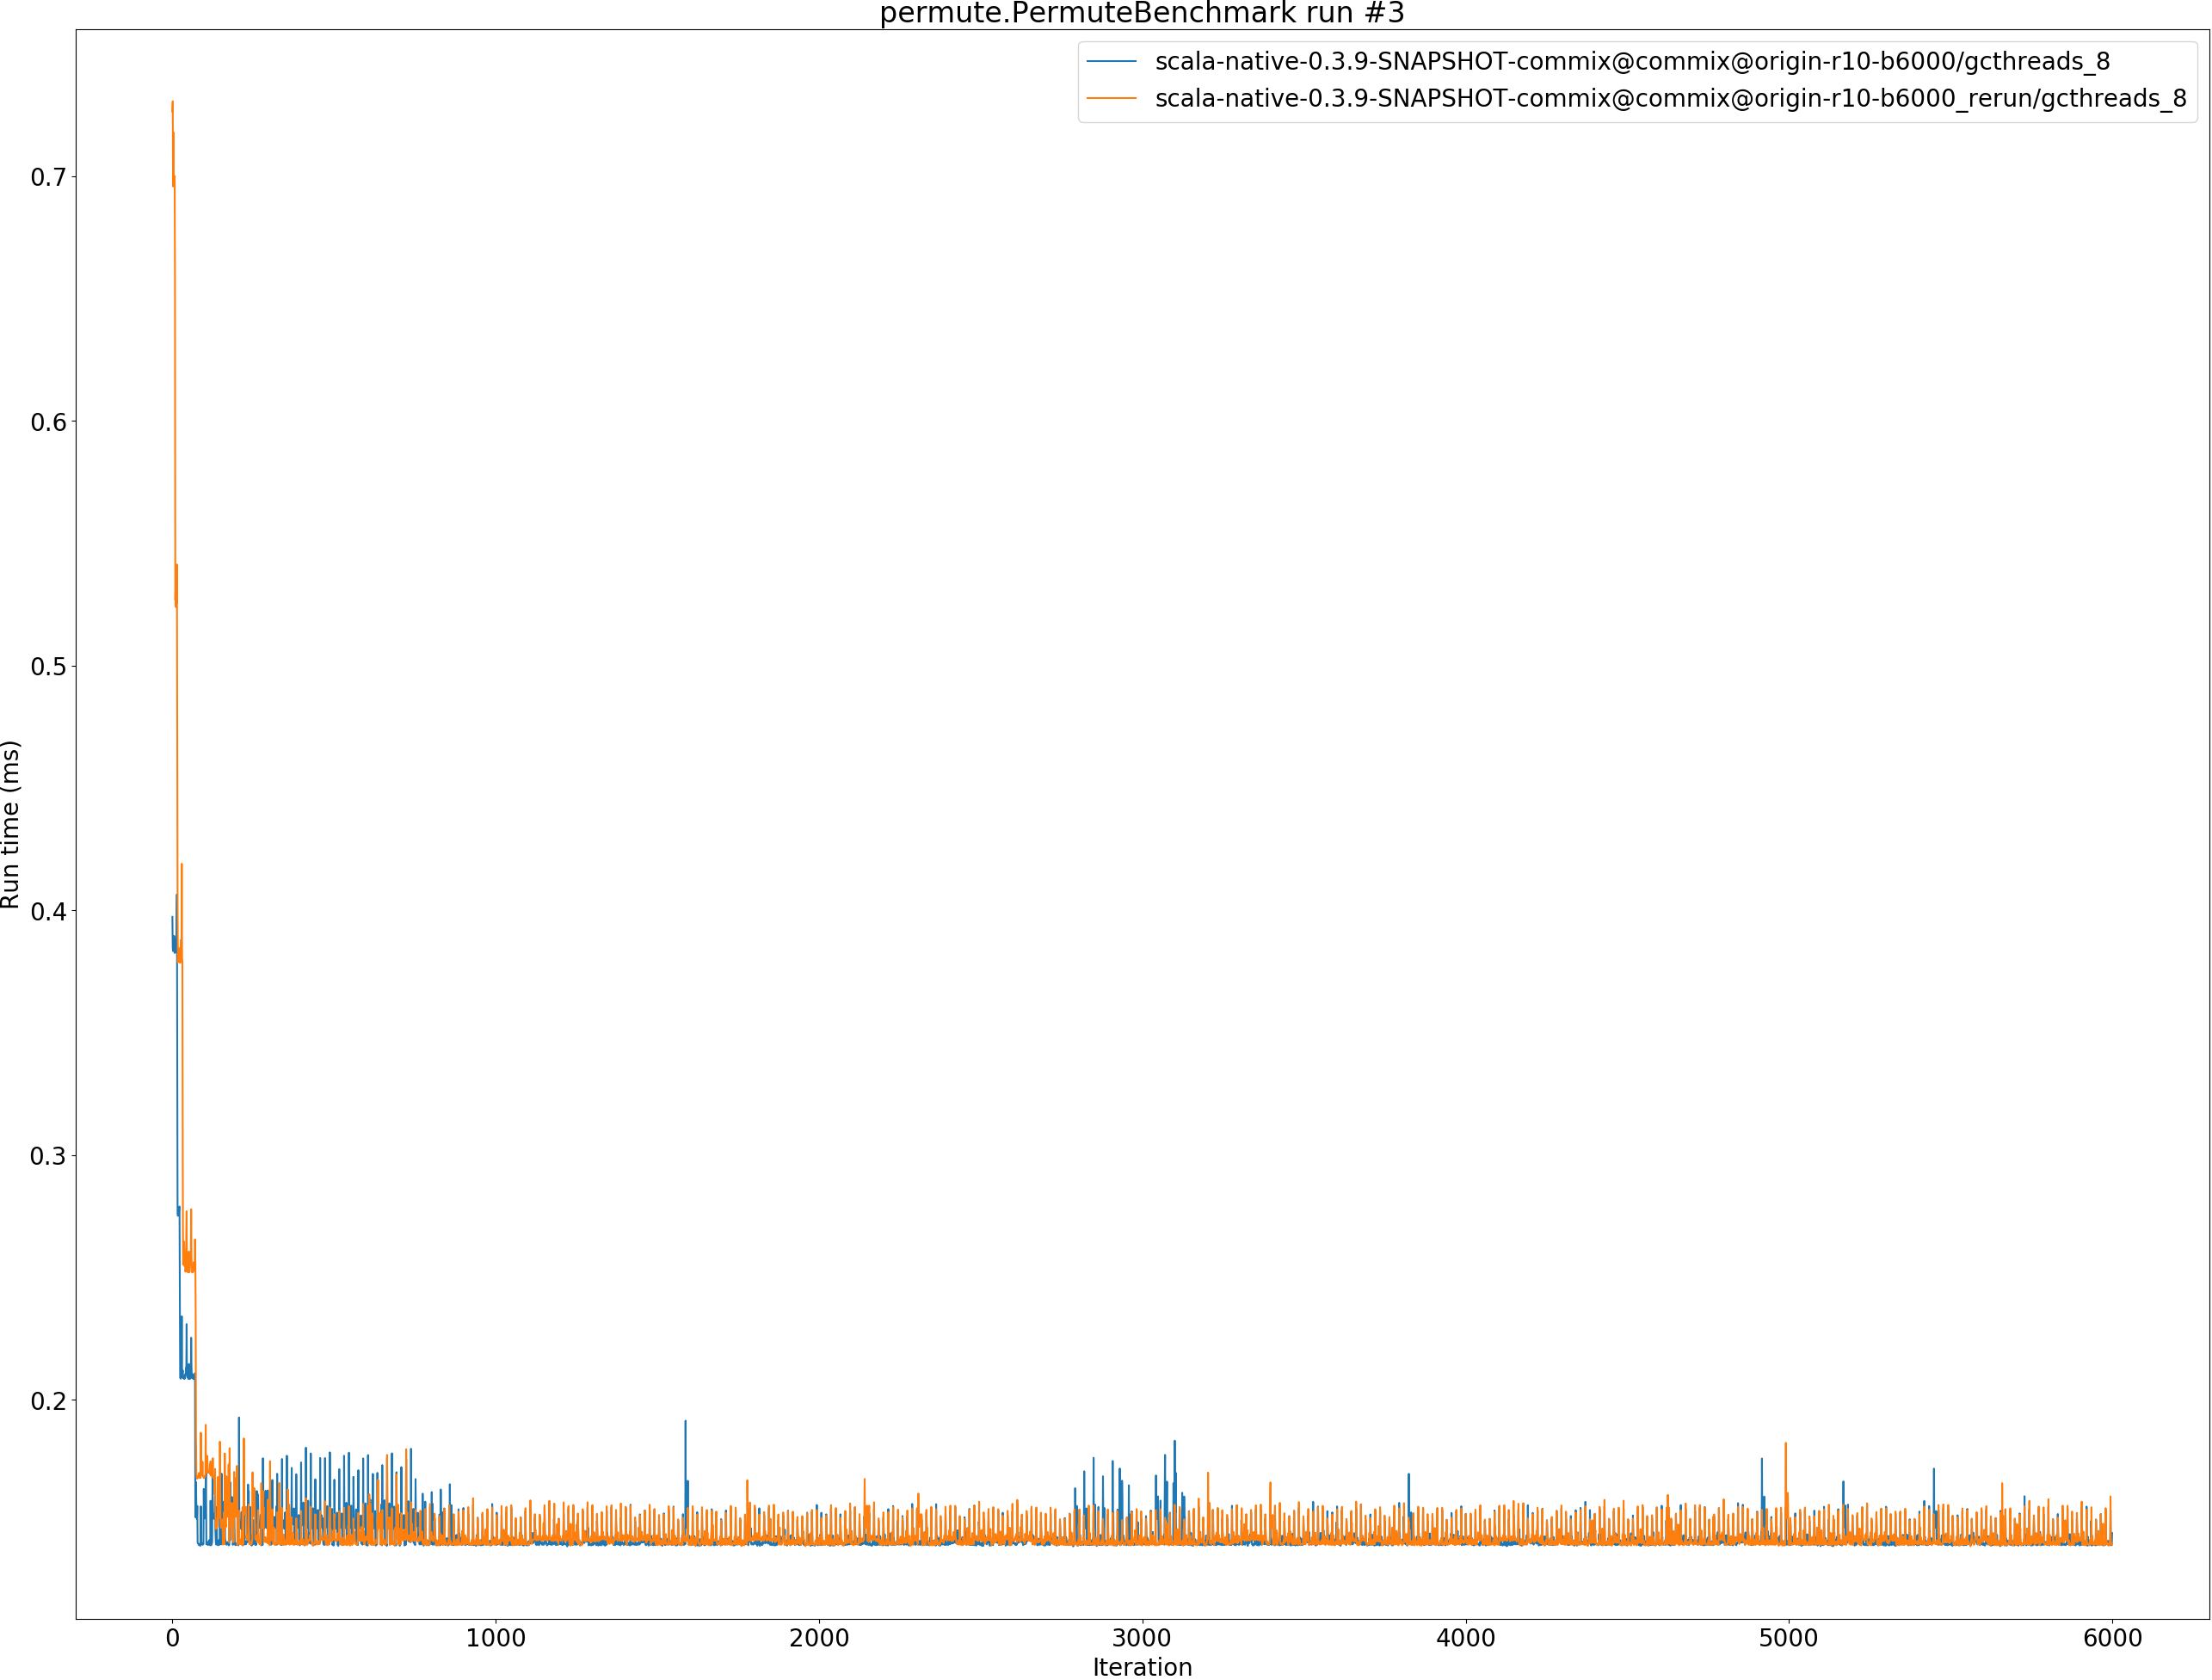 permute.PermuteBenchmark run #3
scala-native-0.3.9-SNAPSHOT-commix@commix@origin-r10-b6000/gcthreads_8
scala-native-0.3.9-SNAPSHOT-commix@commix@origin-r10-b6000_rerun/gcthreads_8
Run time (ms)
0.7
0.6
0.5
0.4
0.3
0.2
0 1000 2000 3000 4000 5000 6000
Iteration